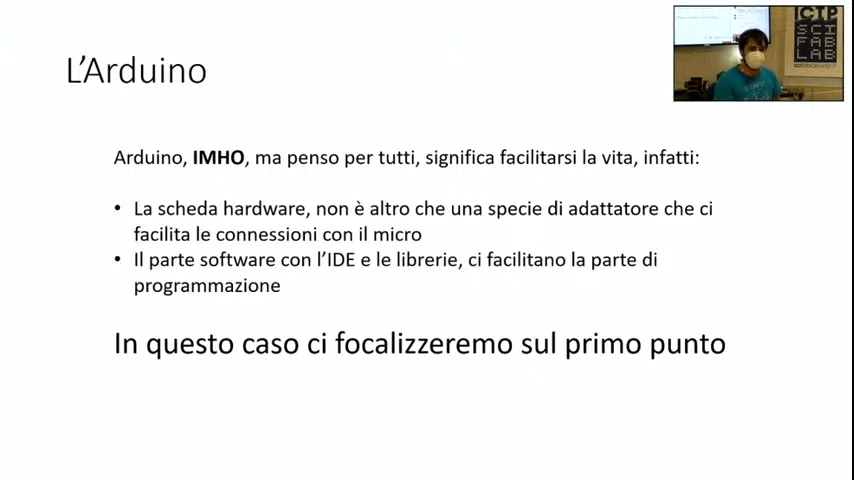 L'Arduino
Arduino, IMHO, ma penso per tutti, significa facilitarsi la vita, infatti:
• La scheda hardware, non è altro che una specie di adattatore che ci
facilita le connessioni con il micro
• Il parte software con l'IDE e le librerie, ci facilitano la parte di
programmazione
In questo caso ci focalizzeremo sul primo punto
ICTP
SCI
FAB
LAB